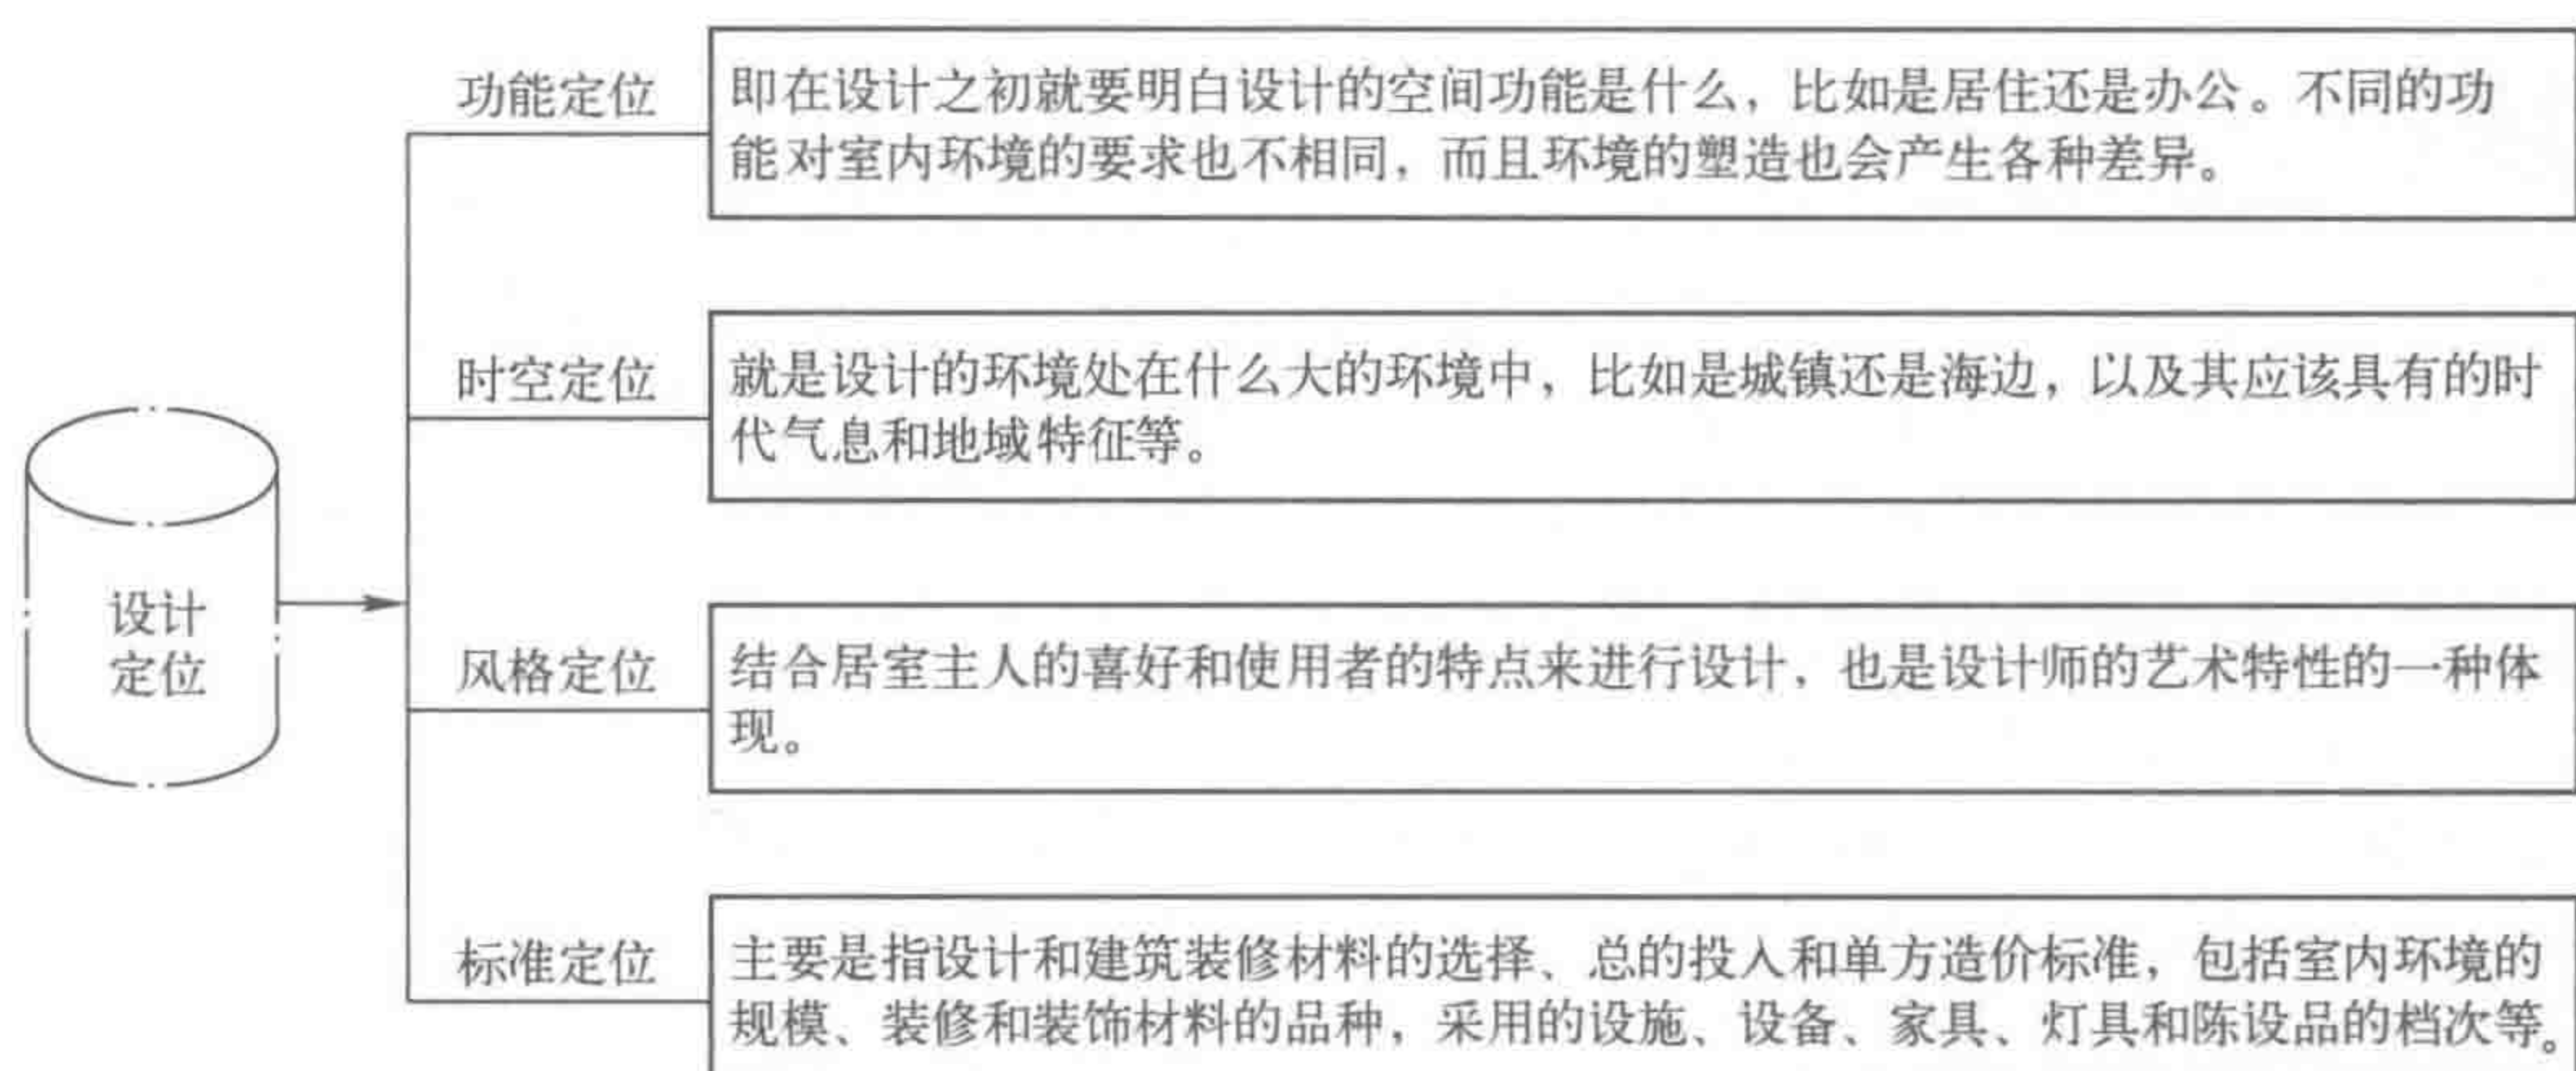 功能定位
即在设计之初就要明白设计的空间功能是什么，比如是居住还是办公。不同的功
能对室内环境的要求也不相同，而且环境的塑造也会产生各种差异。
时空定位
就是设计的环境处在什么大的环境中，比如是城镇还是海边，以及其应该具有的时
代气息和地域特征等。
设计
定位
风格定位
结合居室主人的喜好和使用者的特点来进行设计，也是设计师的艺术特性的一种体
现。
标准定位
主要是指设计和建筑装修材料的选择、总的投入和单方造价标准，包括室内环境的
规模、装修和装饰材料的品种，采用的设施、设备、家具、灯具和陈设品的档次等。